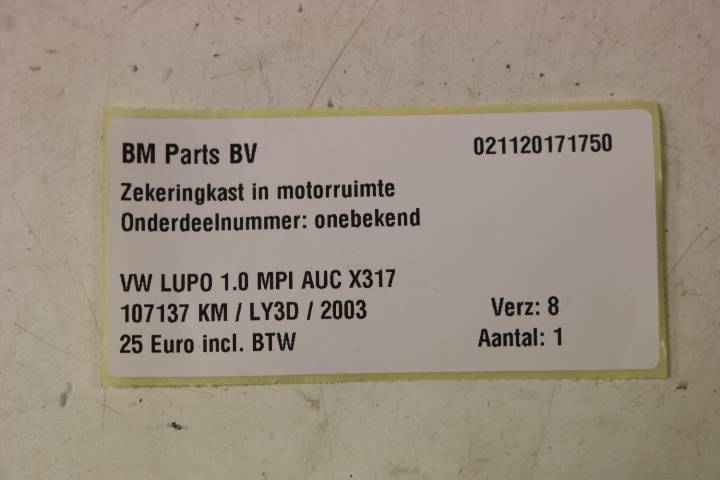 BM Parts BV 021120171750
Zekeringkast in motorruimte
Onderdeelnummer: onebekend
VW LUPO 1.0 MPI AUC X317
107137 KM / LY3D / 2003 Verz: 8
25 Euro incl. BTW Aantal: 1